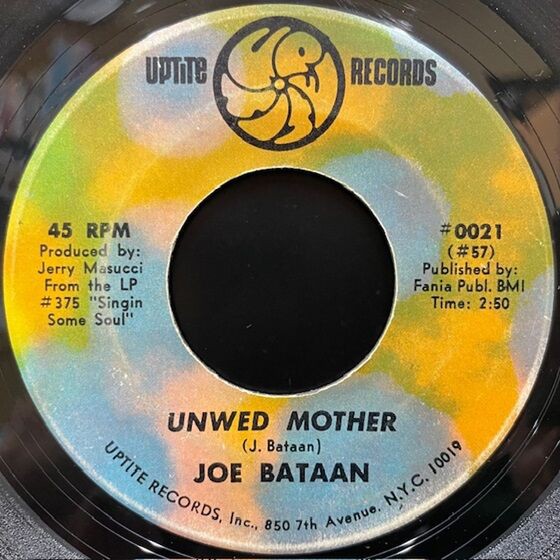 UPTITE RECORDS
45 RPM
Produced by:
Jerry Masucci
From the LP
#375 "Singin
Some Soul"
#0021
(#57)
Published by:
Fania Publ. BMI
Time: 2:50
UNWED MOTHER
(J. Bataan)
JOE BATAAN
UPTITE RECORDS, Inc., 850 7th Avenue, N.Y.C. 10019